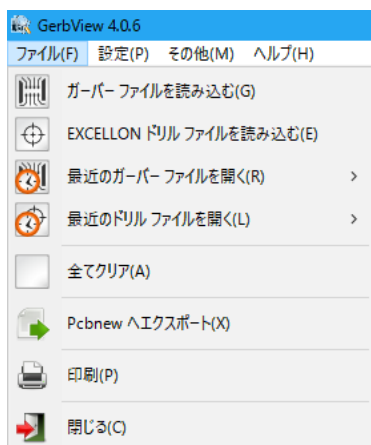 GerbView 4.0.6
ファイル(F) 設定(P) その他(M) ヘルプ(H)
ガーバー ファイルを読み込む(G)
EXCELLON ドリル ファイルを読み込む(E)
最近のガーバー ファイルを開く(R)
最近のドリル ファイルを開く(L)
全てクリア(A)
Pcbnew へエクスポート(X)
印刷(P)
閉じる(C)